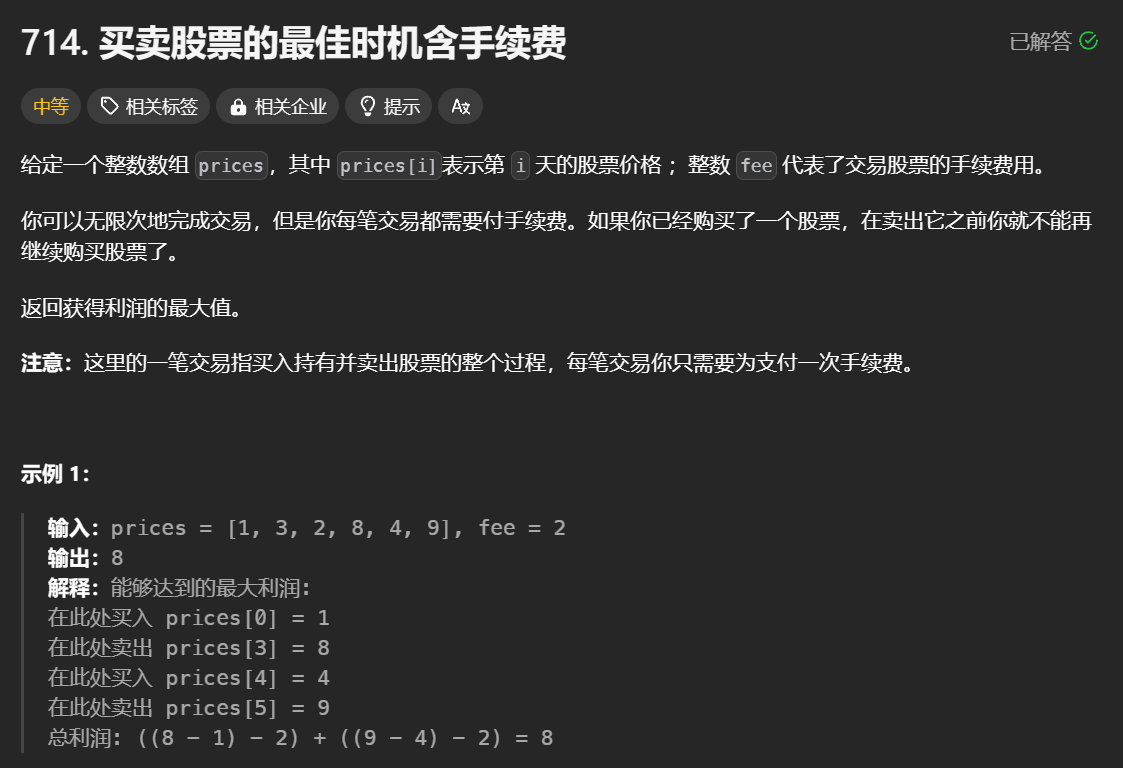 714. 买卖股票的最佳时机含手续费
已解答
中等 相关标签 相关企业 提示 A文
给定一个整数数组 prices，其中 prices[i]表示第 i 天的股票价格 ；整数 fee 代表了交易股票的手续费用。
你可以无限次地完成交易，但是你每笔交易都需要付手续费。如果你已经购买了一个股票，在卖出它之前你就不能再
继续购买股票了。
返回获得利润的最大值。
注意：这里的一笔交易指买入持有并卖出股票的整个过程，每笔交易你只需要为支付一次手续费。
示例 1：
输入：prices = [1, 3, 2, 8, 4, 9], fee = 2
输出：8
解释：能够达到的最大利润:
在此处买入 prices[0] = 1
在此处卖出 prices[3] = 8
在此处买入 prices[4] = 4
在此处卖出 prices[5] = 9
总利润: ((8 - 1) - 2) + ((9 - 4) - 2) = 8